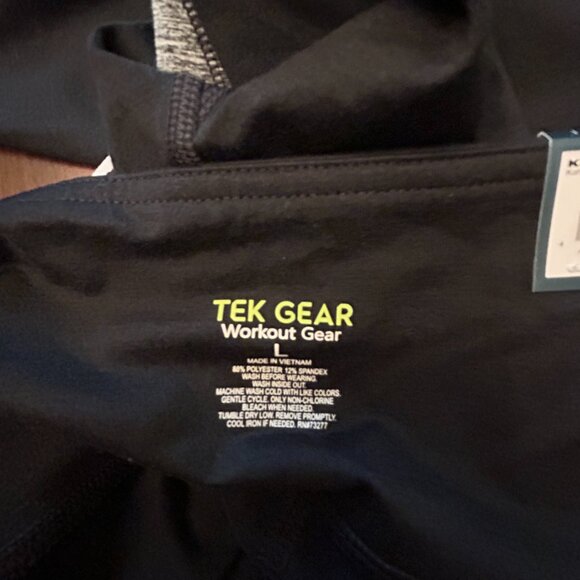 TEK GEAR
Workout Gear
L
MADE IN VIETNAM
88% POLYESTER 12% SPANDEX
WASH BEFORE WEARING.
WASH INSIDE OUT.
MACHINE WASH COLD WITH LIKE COLORS.
GENTLE CYCLE. ONLY NON-CHLORINE
BLEACH WHEN NEEDED.
TUMBLE DRY LOW. REMOVE PROMPTLY.
COOL IRON IF NEEDED. RN#73277